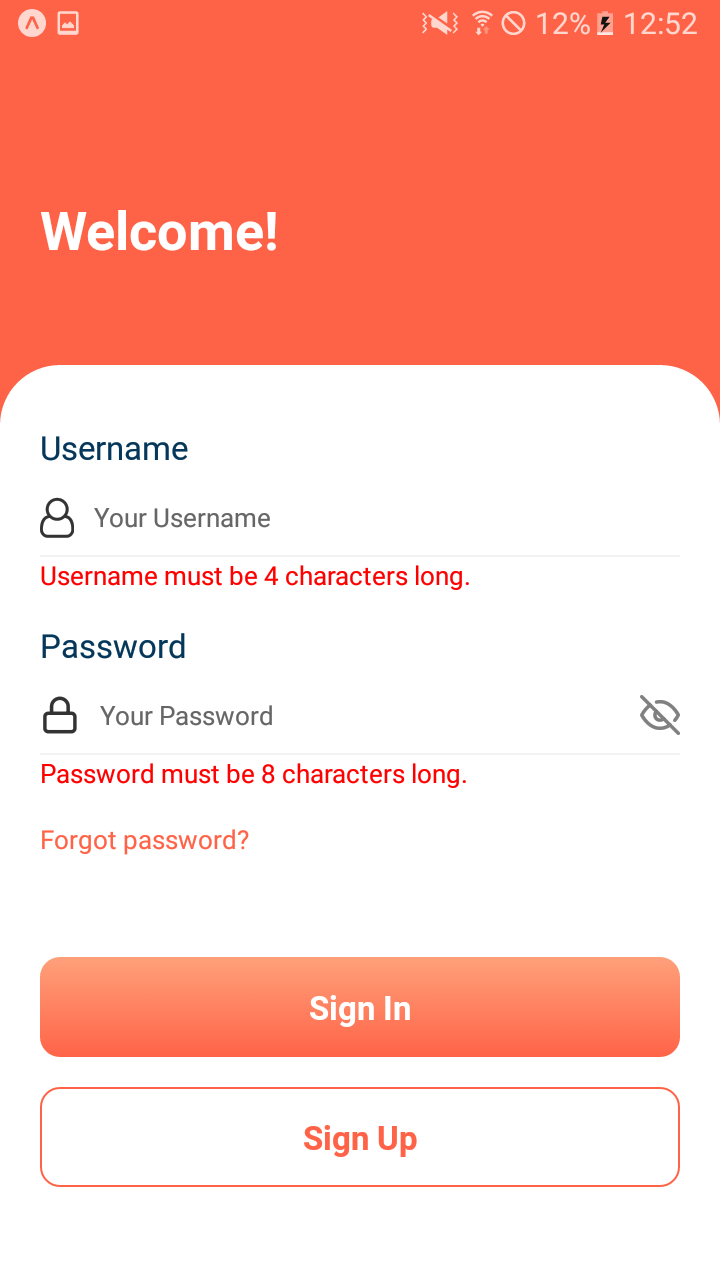 12% 12:52
Welcome!
Username
Your Username
Username must be 4 characters long.
Password
Your Password
Password must be 8 characters long.
Forgot password?
Sign In
Sign Up